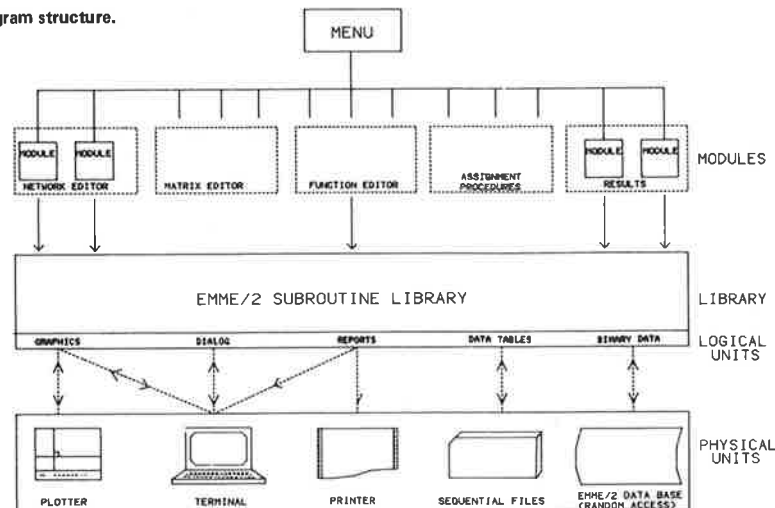 gram structure.
MENU
MODULE MODULE MODULE MODULE MODULES
NETWORK EDITOR MATRIX EDITOR FUNCTION EDITOR ASSIGNMENT PROCEDURES RESULTS
EMME/2 SUBROUTINE LIBRARY LIBRARY
GRAPHICS DIALOG REPORTS DATA TABLES BINARY DATA LOGICAL UNITS
PHYSICAL UNITS
PLOTTER TERMINAL PRINTER SEQUENTIAL FILES EMME/2 DATA BASE
(RANDOM ACCESS)